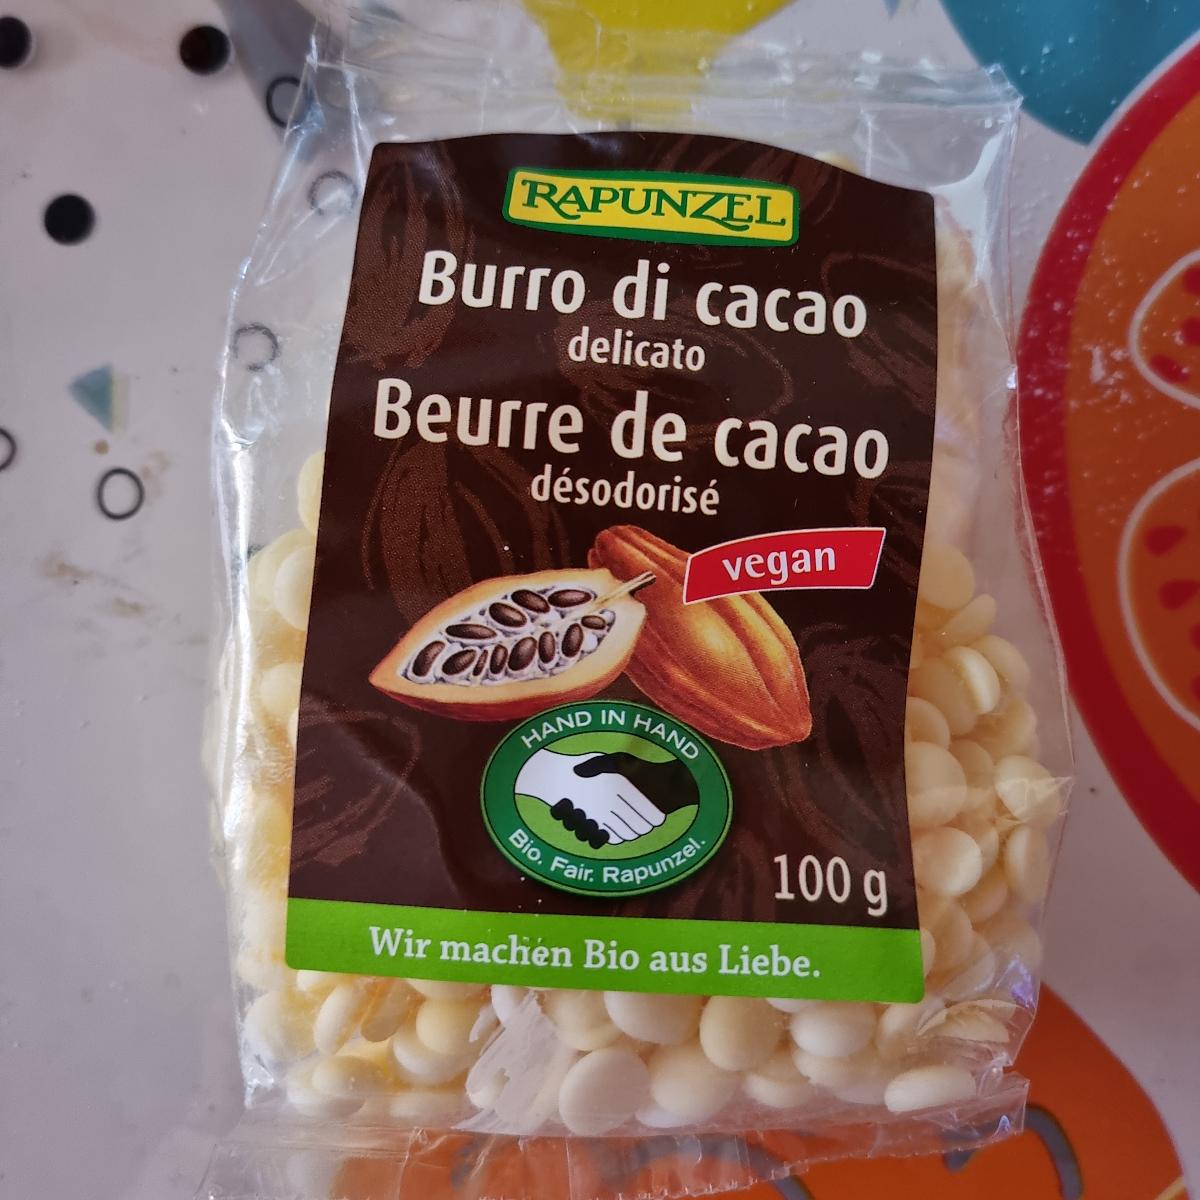 RAPUNZEL
Burro di cacao
delicato
Beurre de cacao
désodorisé
vegan
HAND IN HAND
Bio. Fair. Rapunzel.
100 g
Wir machen Bio aus Liebe.